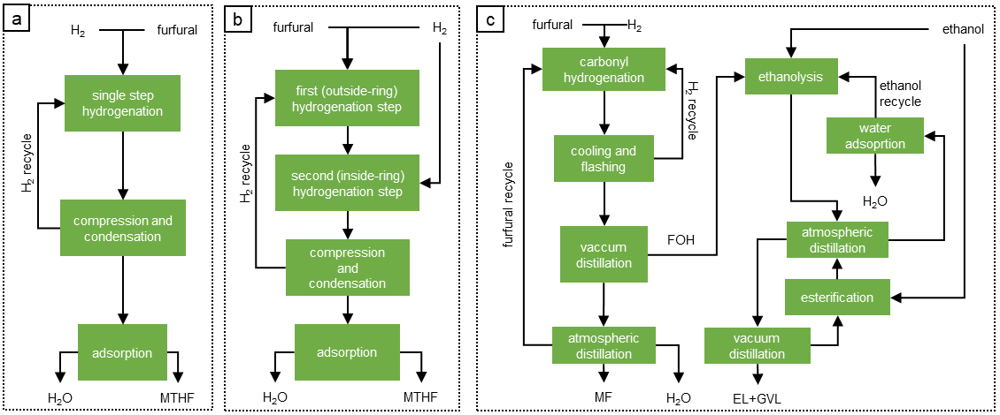 a
H2
furfural
single step
hydrogenation
H2 recycle
compression and
condensation
adsorption
H2O
MTHF
b
furfural
H2
first (outside-ring)
hydrogenation step
second (inside-ring)
hydrogenation step
H2 recycle
compression
and
condensation
adsorption
H2O
MTHF
c
furfural
H2
carbonyl
hydrogenation
H2 recycle
cooling and
flashing
furfural recycle
vaccum
distillation
FOH
atmospheric
distillation
MF
H2O
ethanol
ethanolysis
ethanol
recycle
water
adsoprtion
H2O
atmospheric
distillation
esterification
vacuum
distillation
EL+GVL